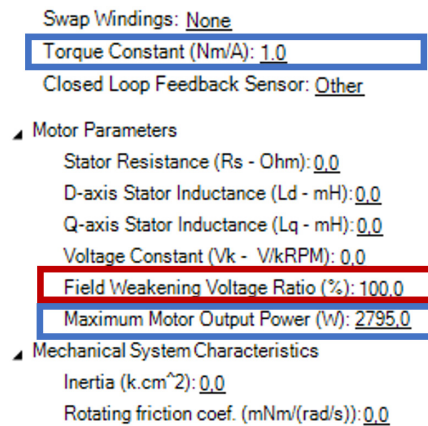 Swap Windings: None
Torque Constant (Nm/A): 1.0
Closed Loop Feedback Sensor: Other
Motor Parameters
Stator Resistance (Rs - Ohm): 0,0
D-axis Stator Inductance (Ld - mH): 0,0
Q-axis Stator Inductance (Lq - mH): 0,0
Voltage Constant (Vk - V/kRPM): 0,0
Field Weakening Voltage Ratio (%): 100,0
Maximum Motor Output Power (W): 2795,0
Mechanical System Characteristics
Inertia (k.cm^2): 0,0
Rotating friction coef. (mNm/(rad/s)): 0,0